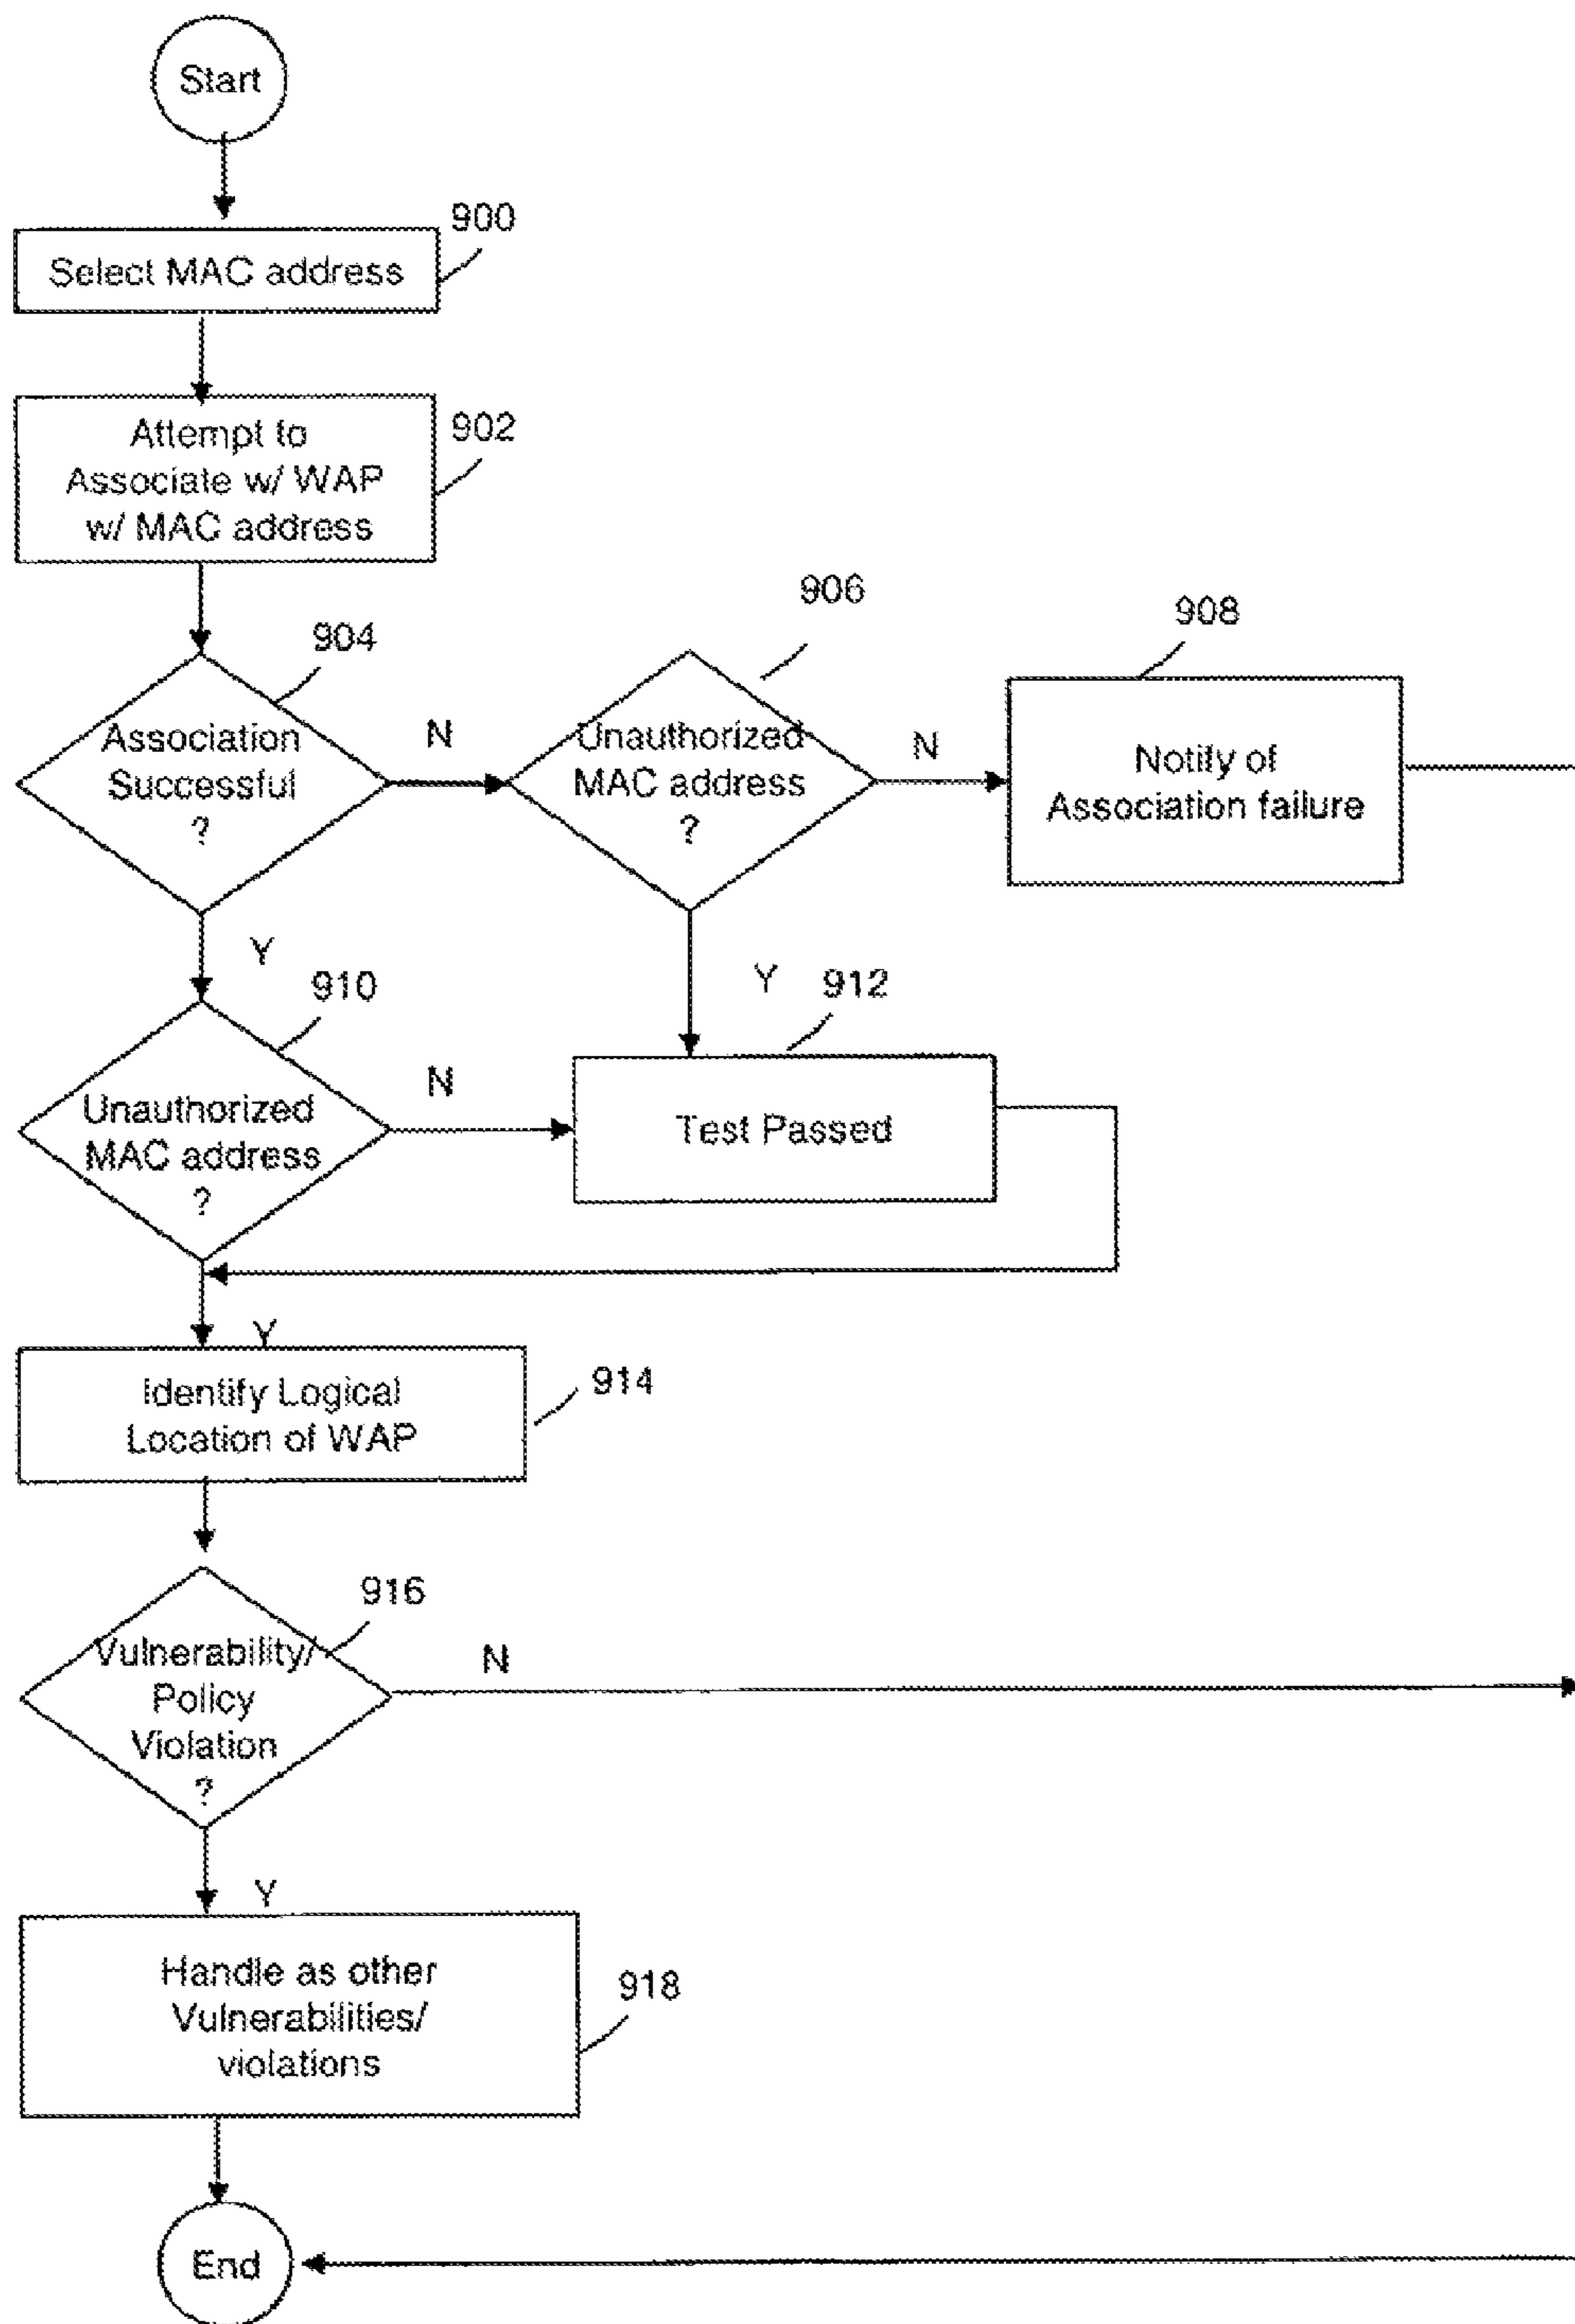 Start
900
Select MAC address
902
Attempt to
Associate w/ WAP
w/ MAC address
904
Association
Successful
?
N
906
Unauthorized
MAC address
?
N
908
Notify of
Association failure
Y
910
Unauthorized
MAC address
?
N
Y
912
Test Passed
Y
Identify Logical
Location of WAP
914
916
Vulnerability/
Policy
Violation
?
N
Y
Handle as other
Vulnerabilities/
violations
918
End